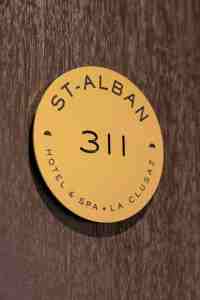 ST-ALBAN
311
HOTEL & SPA • LA CLUSAZ